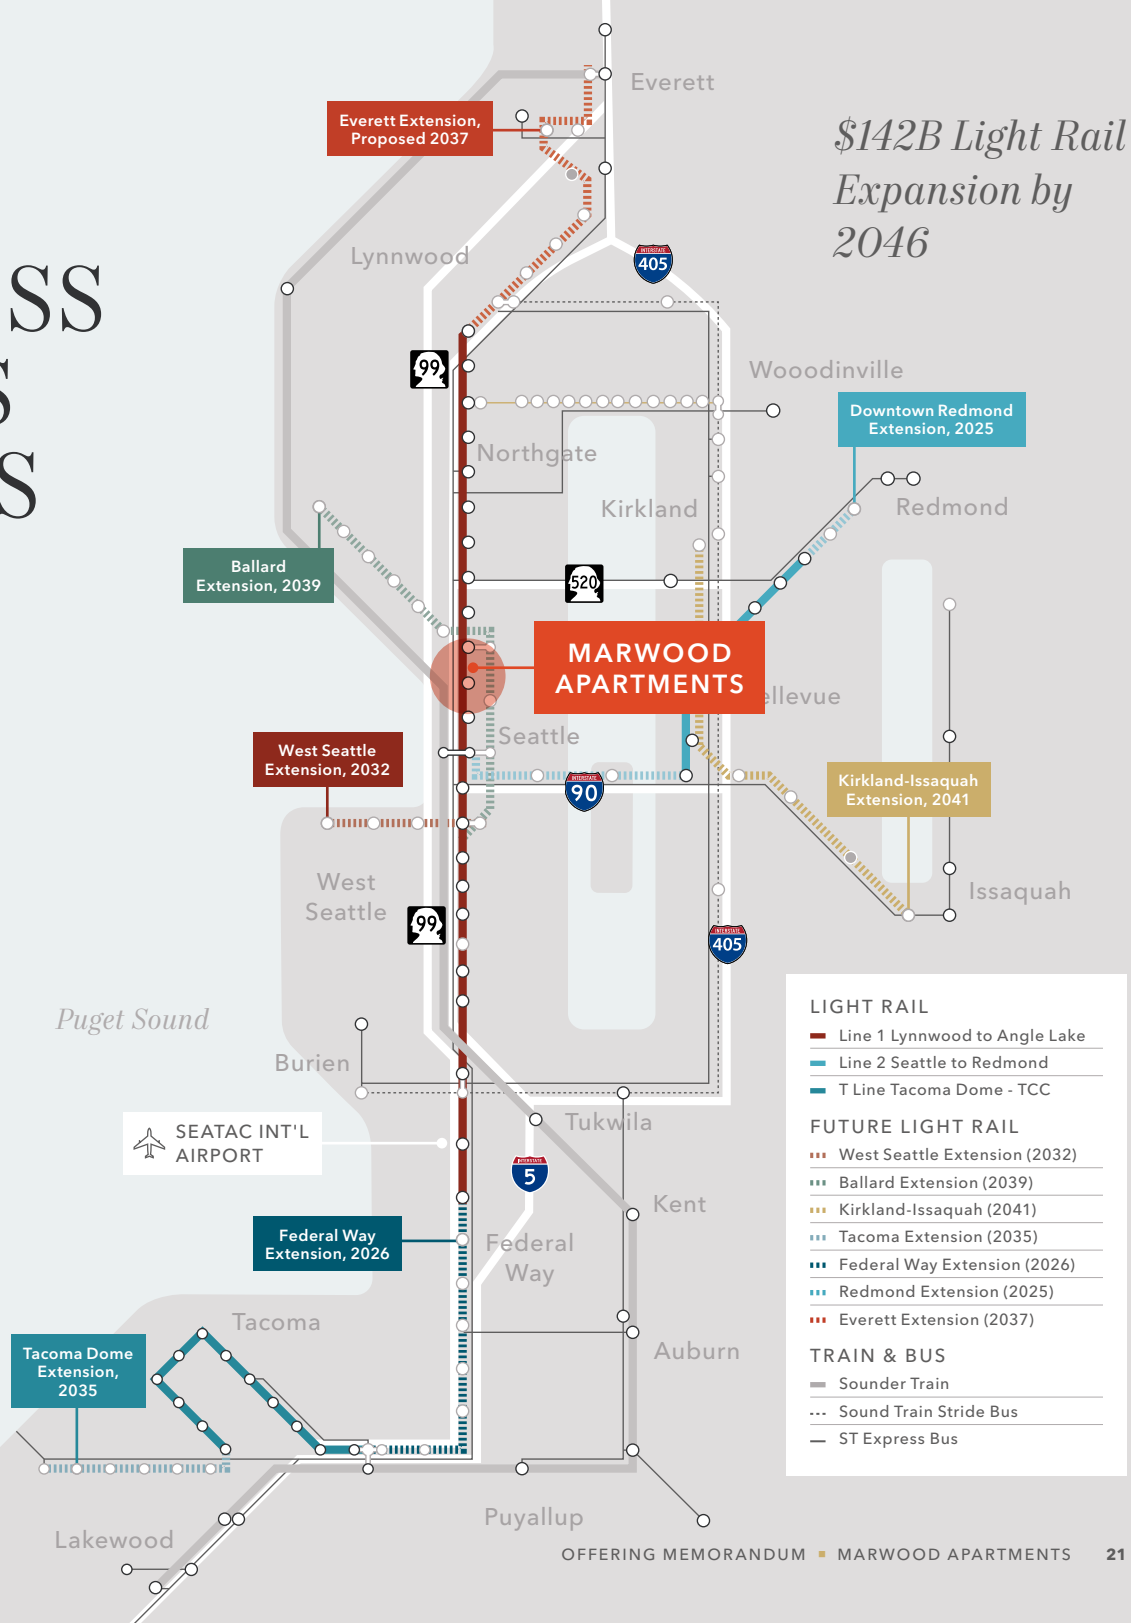 Everett
Everett Extension,
Proposed 2037
$142B Light Rail
Expansion by
2046
Lynnwood
INTERSTATE
405
SS
S
S
99
Wooodinville
Downtown Redmond
Extension, 2025
Northgate
Kirkland
Redmond
Ballard
Extension, 2039
520
MARWOOD
APARTMENTS
ellevue
Seattle
West Seattle
Extension, 2032
INTERSTATE
90
Kirkland-Issaquah
Extension, 2041
West
Seattle
Issaquah
99
INTERSTATE
405
Puget Sound
Burien
SEATAC INT'L
AIRPORT
Tukwila
INTERSTATE
5
Kent
Federal Way
Extension, 2026
Federal
Way
Tacoma
Tacoma Dome
Extension,
2035
Auburn
Puyallup
Lakewood
LIGHT RAIL
Line 1 Lynnwood to Angle Lake
Line 2 Seattle to Redmond
T Line Tacoma Dome - TCC
FUTURE LIGHT RAIL
West Seattle Extension (2032)
Ballard Extension (2039)
Kirkland-Issaquah (2041)
Tacoma Extension (2035)
Federal Way Extension (2026)
Redmond Extension (2025)
Everett Extension (2037)
TRAIN & BUS
Sounder Train
Sound Train Stride Bus
ST Express Bus
OFFERING MEMORANDUM ▪ MARWOOD APARTMENTS 21